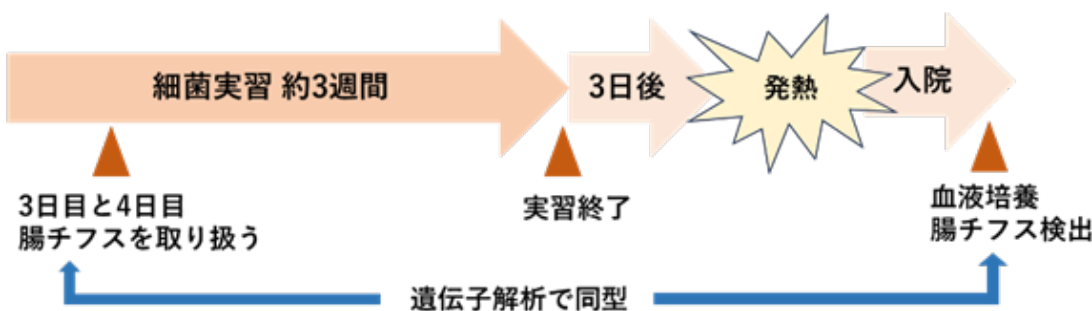 細菌実習 約3週間
3日後
発熱
入院
3日目と4日目
腸チフスを取り扱う
実習終了
血液培養
腸チフス検出
遺伝子解析で同型